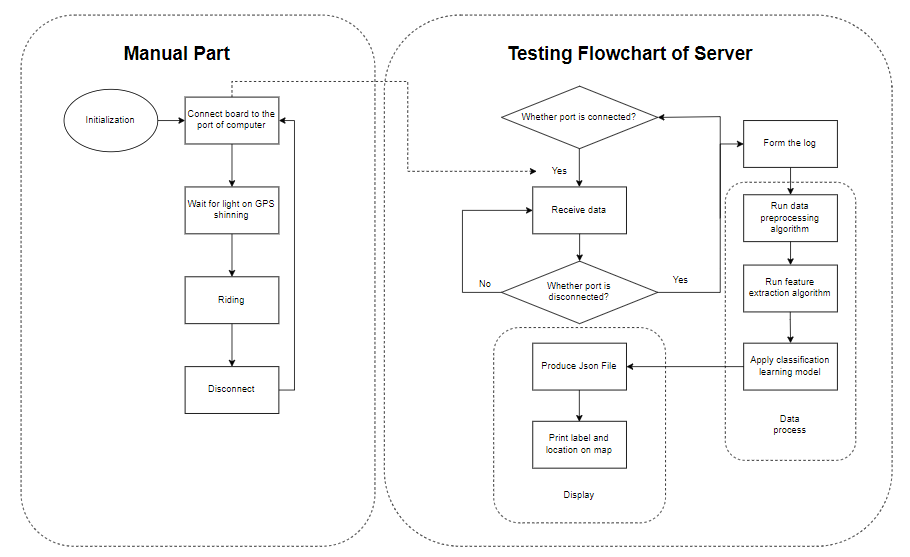 Manual Part
Initialization
Connect board to the
port of computer
Wait for light on GPS
shinning
Riding
Disconnect
Testing Flowchart of Server
Whether port is connected?
Yes
Receive data
Whether port is
disconnected?
No
Yes
Form the log
Run data
preprocessing
algorithm
Run feature
extraction algorithm
Apply classification
learning model
Data
process
Produce Json File
Print label and
location on map
Display